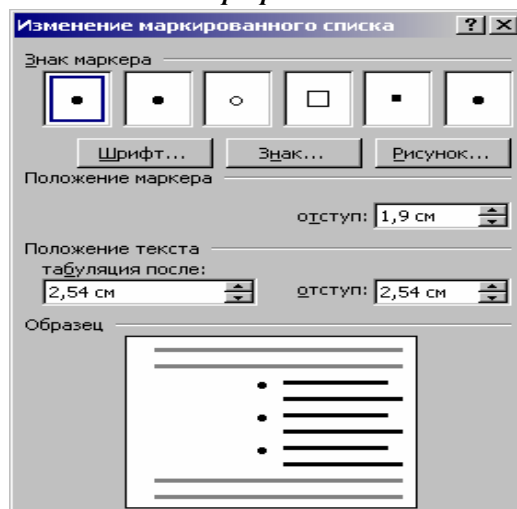 Изменение маркированного списка
Знак маркера
Шрифт... Знак... Рисунок...
Положение маркера
отступ: 1,9 см
Положение текста
табуляция после:
2,54 см отступ: 2,54 см
Образец